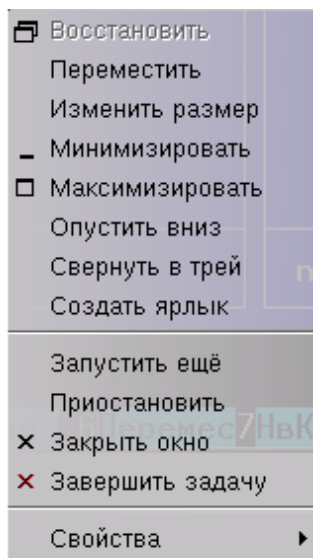 Восстановить
Переместить
Изменить размер
Минимизировать
Максимизировать
Опустить вниз
Свернуть в трей
Создать ярлык
Запустить ещё
Приостановить
Закрыть окно
Завершить задачу
Свойства